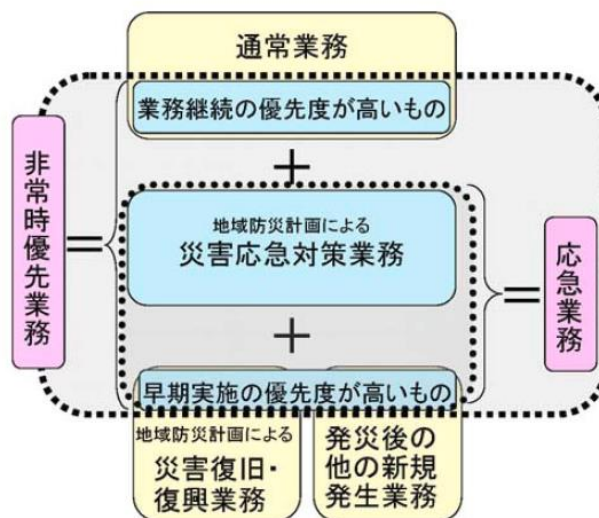 通常業務
業務継続の優先度が高いもの
+
非常時優先業務
=
地域防災計画による
災害応急対策業務
=
応急業務
+
早期実施の優先度が高いもの
地域防災計画による
災害復旧・
復興業務
発災後の
他の新規
発生業務